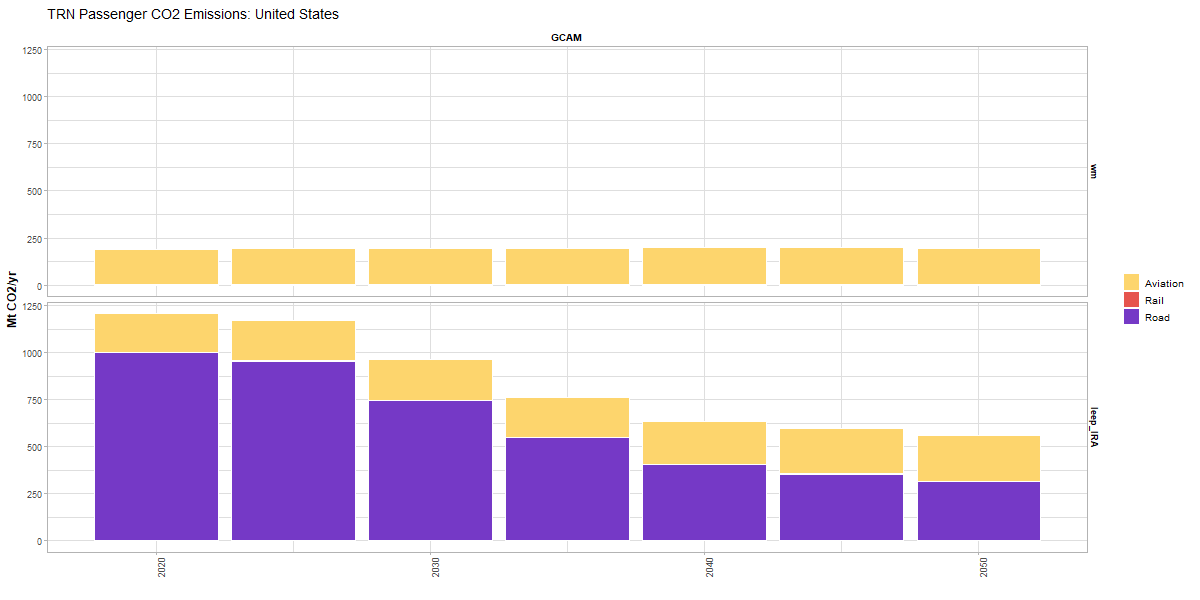 TRN Passenger CO2 Emissions: United States
GCAM
1250
1000
750
500
250
0
wm
1250
1000
750
500
250
0
leep_IRA
Mt CO2/yr
2020
2030
2040
2050
Aviation
Rail
Road